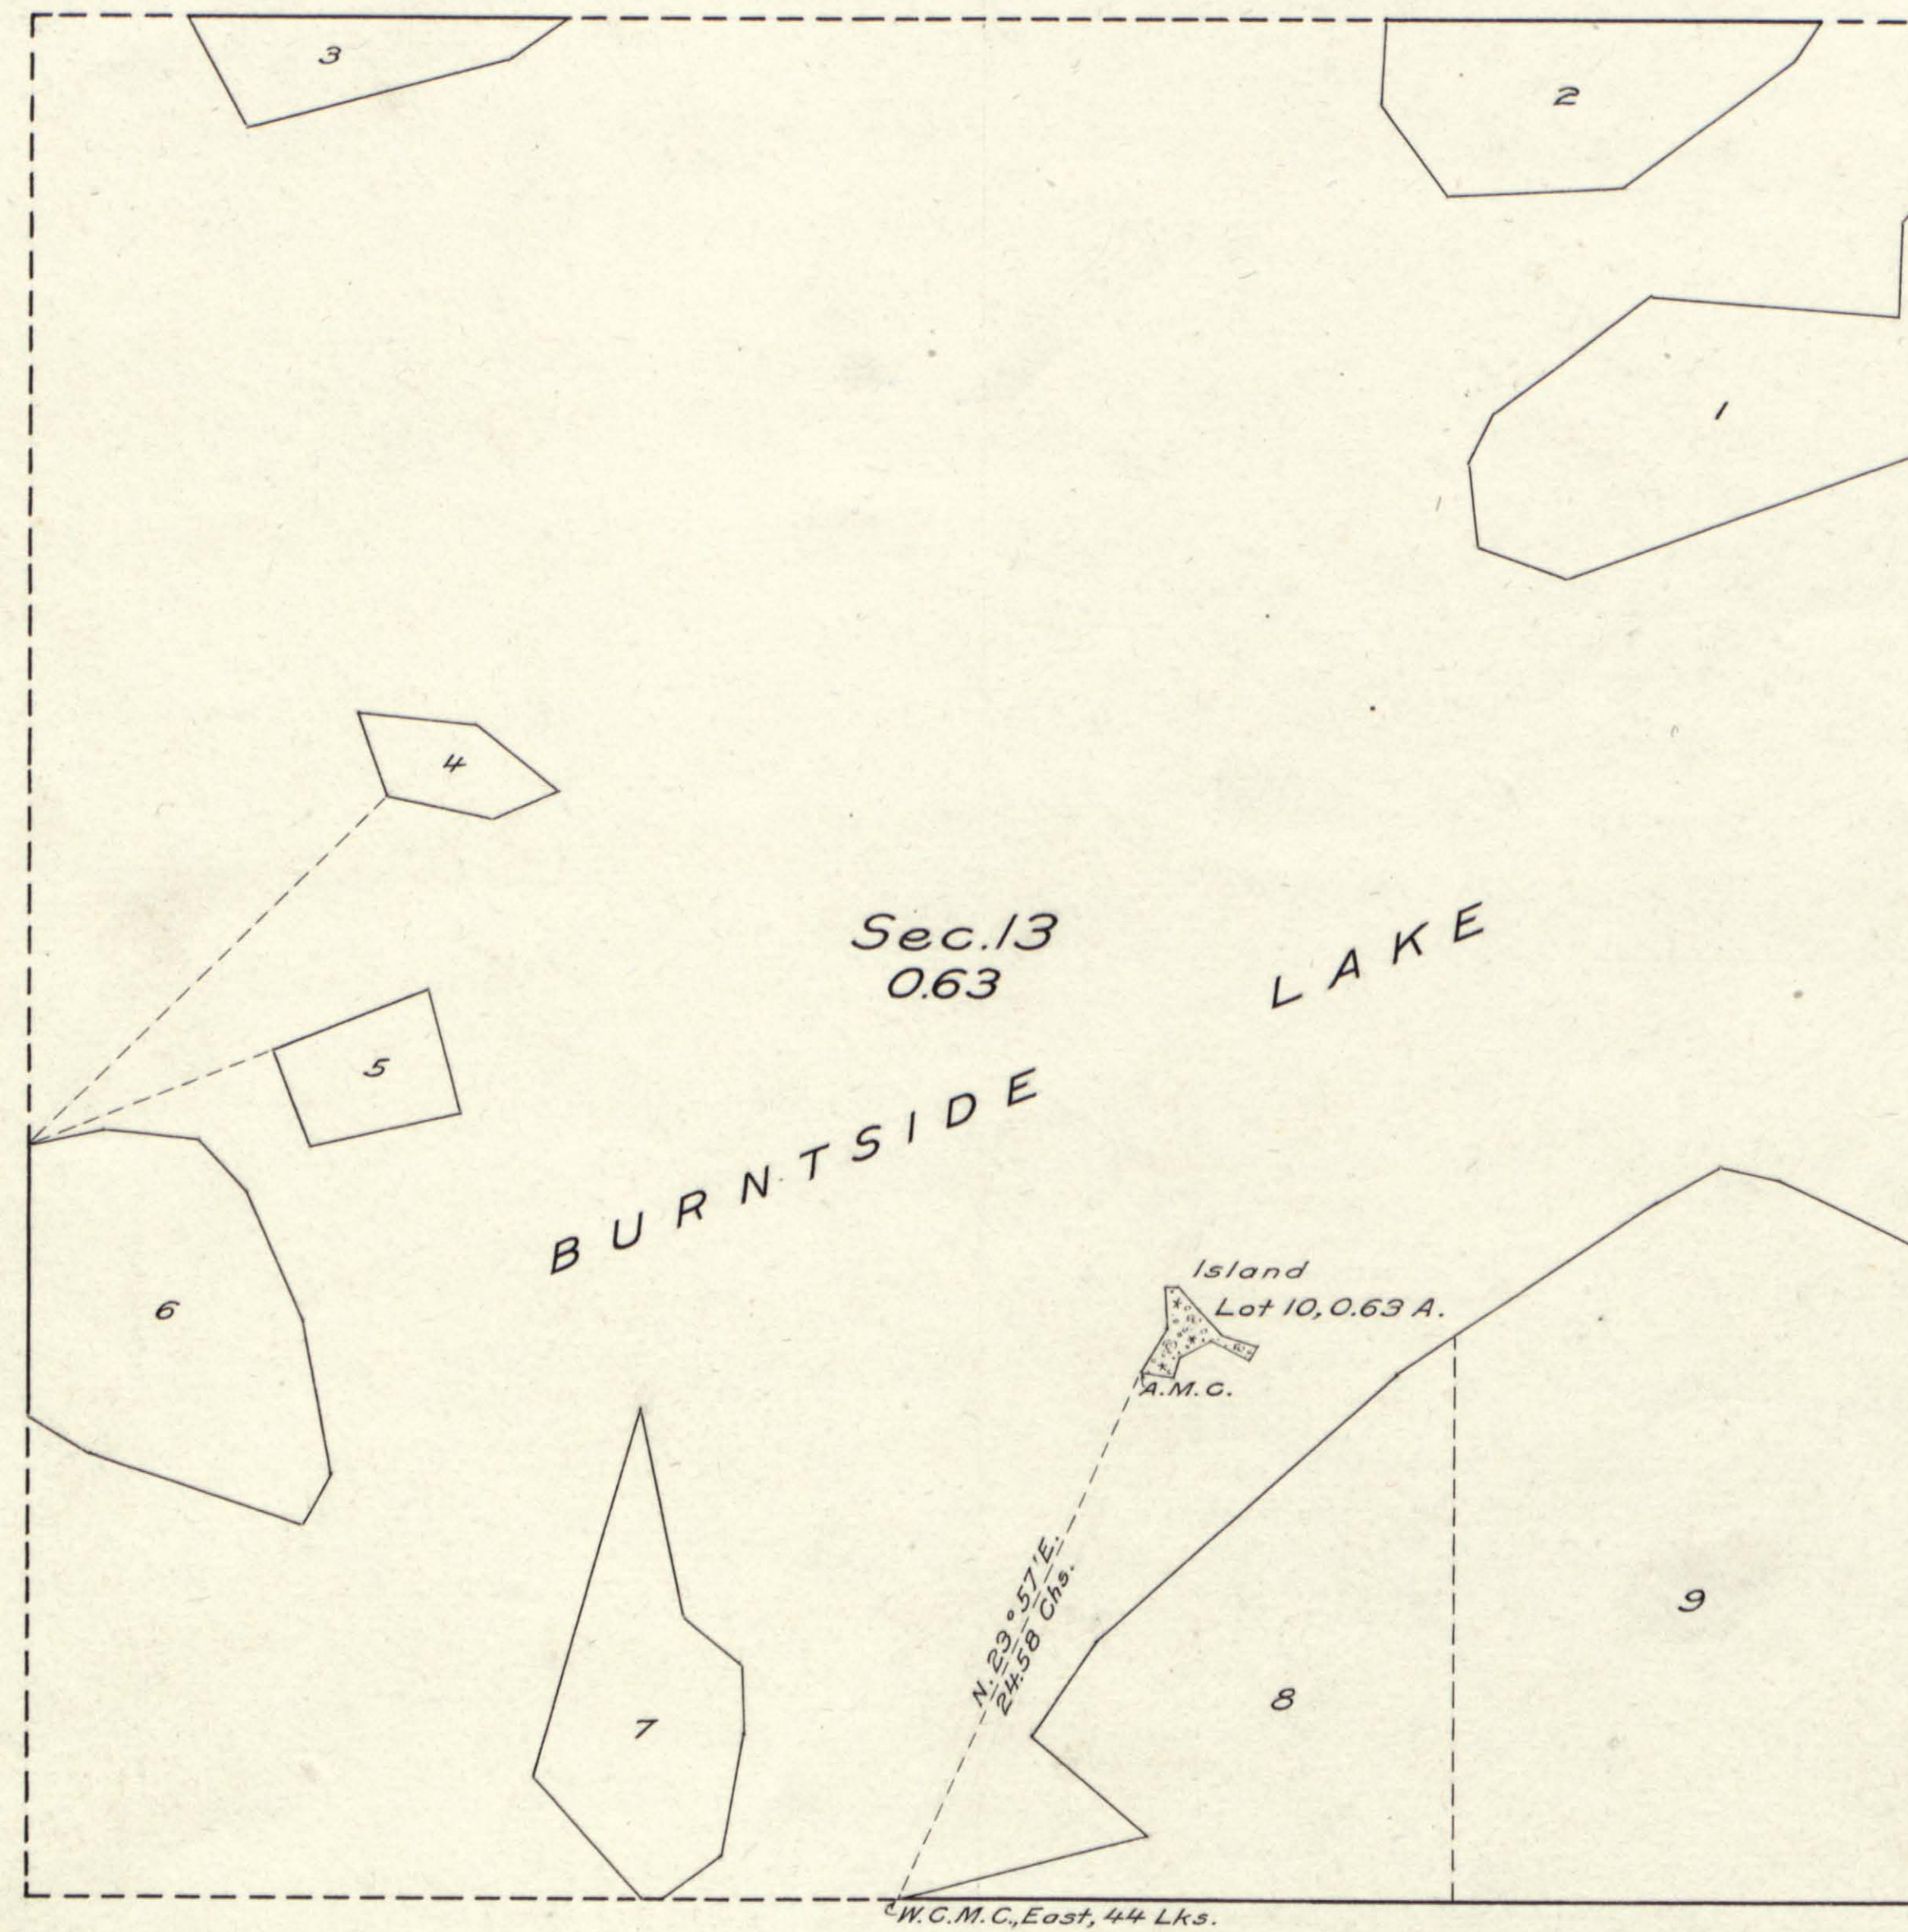 3
2
1
4
Sec.13
0.63
LAKE
5
BURNTSIDE
Island
Lot 10, 0.63 A.
6
A.M.C.
N. 23° 57' E.
24.58 Chs.
9
8
7
W.C.M.C., East, 44 Lks.